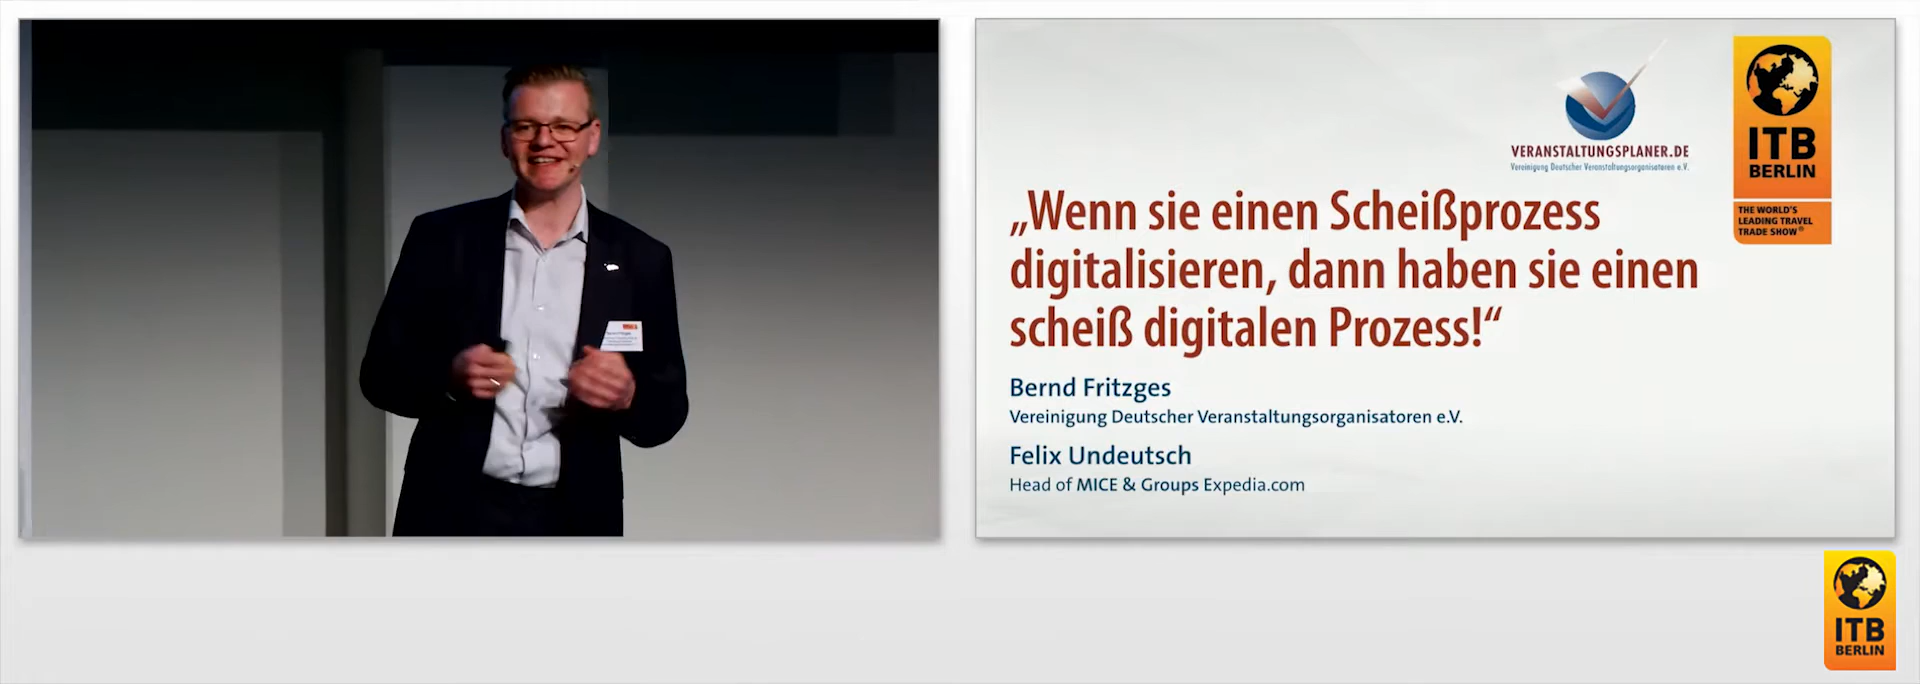 VERANSTALTUNGSPLANER.DE
Vereinigung Deutscher Veranstaltungsorganisatoren e.V.
ITB
BERLIN
THE WORLD'S
LEADING TRAVEL
TRADE SHOW®
„Wenn sie einen Scheißprozess
digitalisieren, dann haben sie einen
scheiß digitalen Prozess!“
Bernd Fritzges
Vereinigung Deutscher Veranstaltungsorganisatoren e.V.
Felix Undeutsch
Head of MICE & Groups Expedia.com
ITB
BERLIN